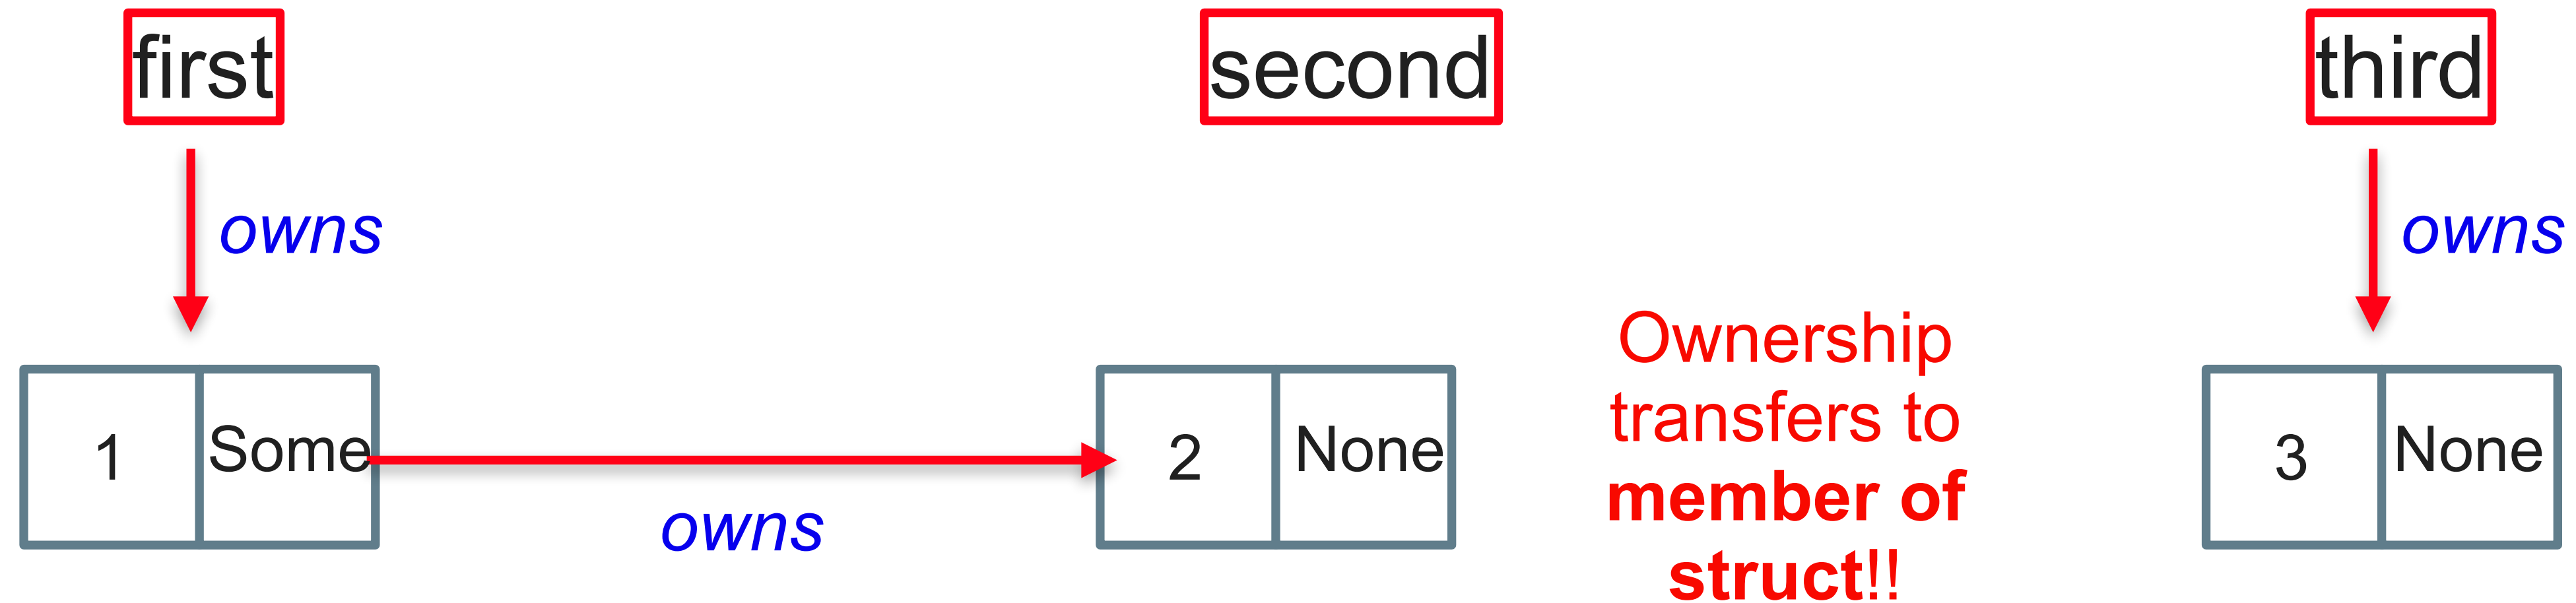 first
second
third
owns
owns
1 Some
owns
2 None
Ownership
transfers to
member of
struct!!
3 None